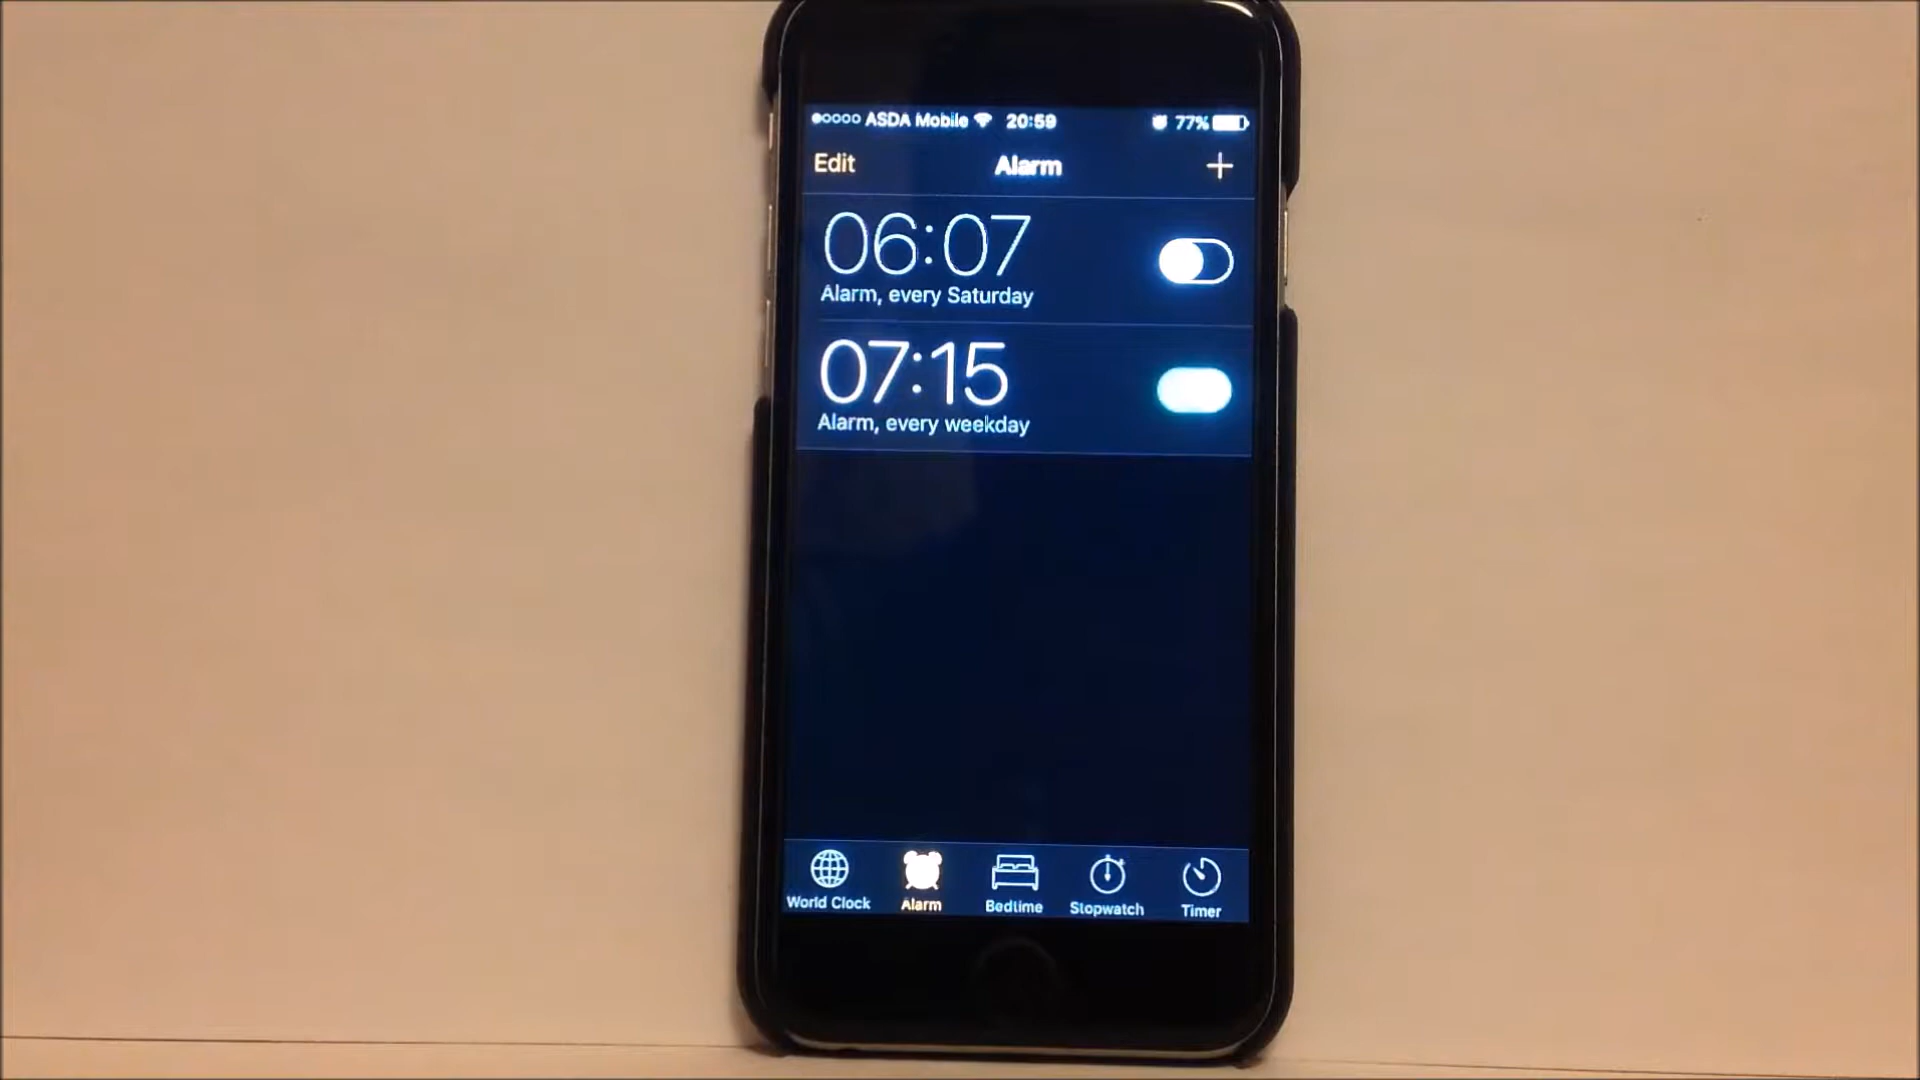 ASDA Mobile 20:59 77%
Edit Alarm +
06:07
Alarm, every Saturday
07:15
Alarm, every weekday
World Clock Alarm Bedtime Stopwatch Timer